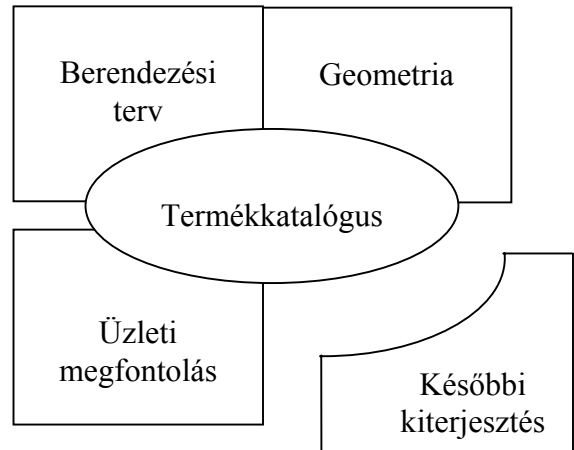 Berendezési
terv
Geometria
Termékkatalógus
Üzleti
megfontolás
Későbbi
kiterjesztés